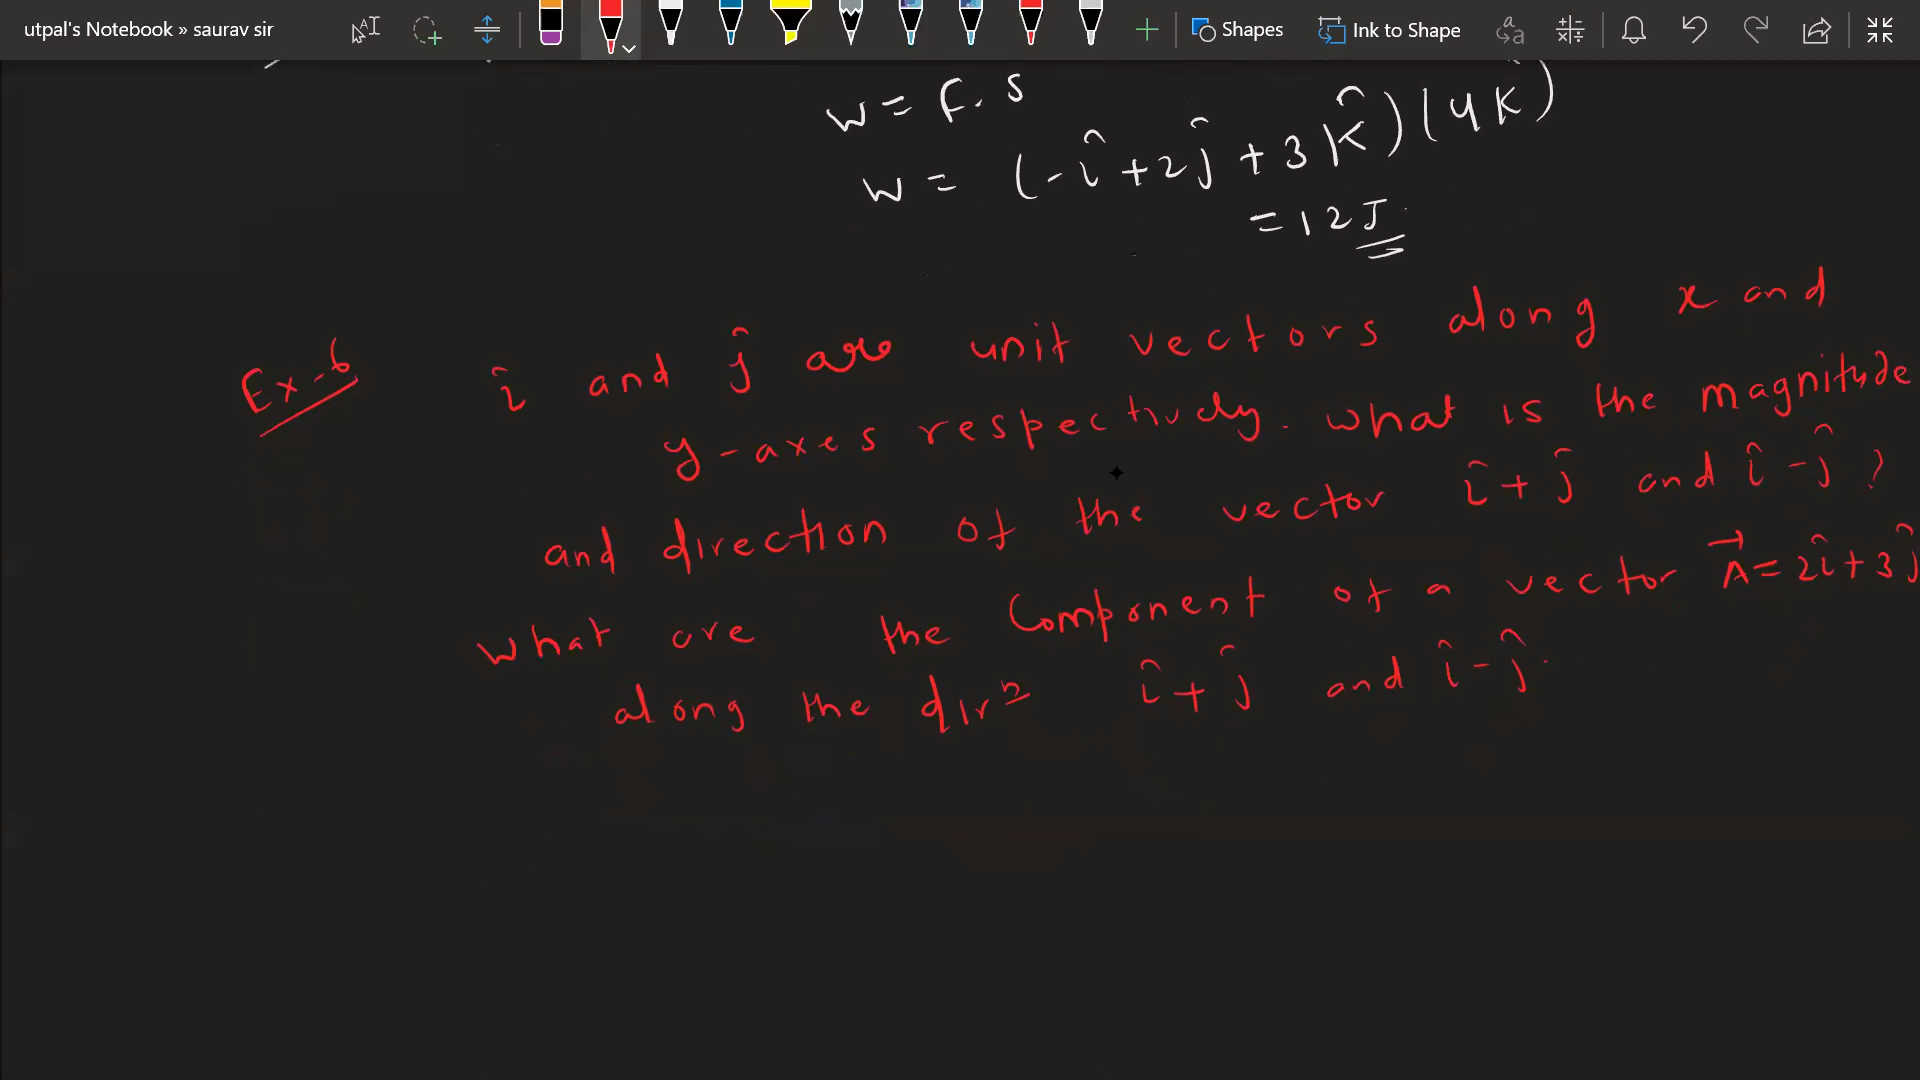 utpal's Notebook » saurav sir
Shapes
Ink to Shape
W = F. S
W = (-î + 2ĵ + 3k̂) (4k̂)
= 12 J
Ex-6 î and ĵ are unit vectors along x and
y-axes respectively. What is the magnitude
and direction of the vector î + ĵ and î - ĵ ?
What are the Component of a vector A⃗ = 2î + 3ĵ
along the dirⁿ î + ĵ and î - ĵ.